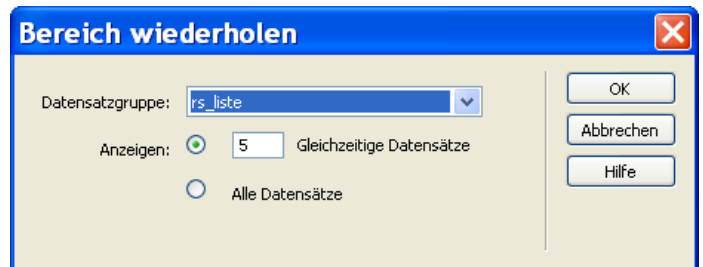 Bereich wiederholen
Datensatzgruppe: rs_liste
Anzeigen: 5 Gleichzeitige Datensätze
Alle Datensätze
OK
Abbrechen
Hilfe